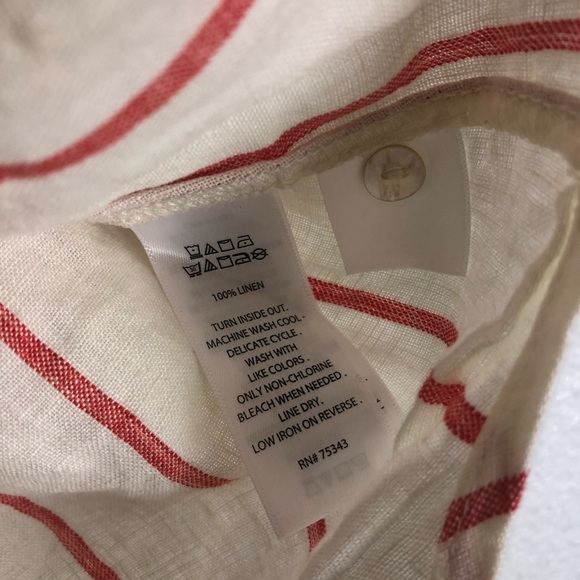 100% LINEN
TURN INSIDE OUT.
MACHINE WASH COOL.
DELICATE CYCLE.
WASH WITH
LIKE COLORS.
ONLY NON-CHLORINE
BLEACH WHEN NEEDED.
LINE DRY.
LOW IRON ON REVERSE.
RN# 75343